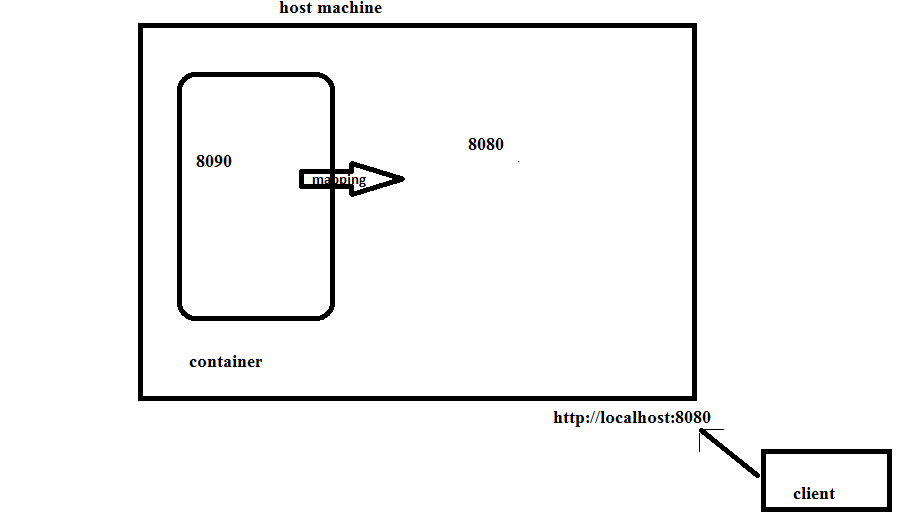 host machine
8080
8090
mapping
container
http://localhost:8080
client